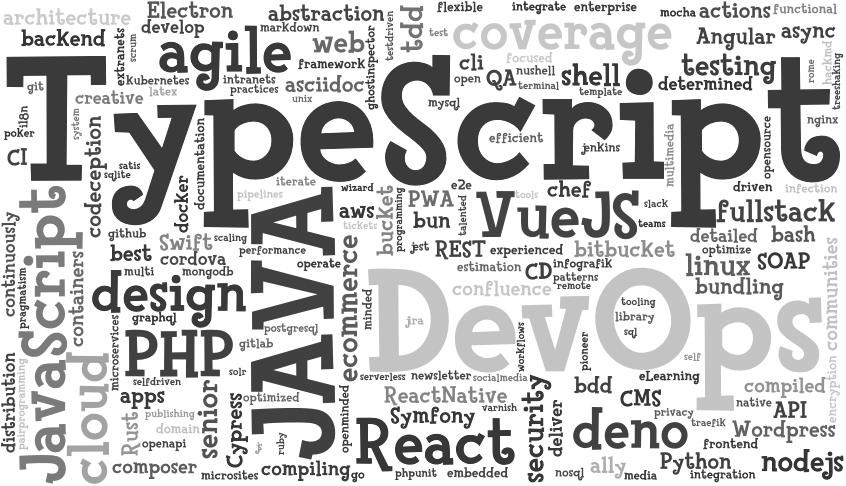 architecture
Electron
abstraction
flexible
integrate enterprise
mocha
actions
functional
develop
markdown
backend
extranets
scrum
agile
web
testdriven
tdd
test
coverage
Angular
async
hackmd
framework
ghostinspector
cli
focused
rome
treeshaking
TypeScript
Kubernetes
intranets
practices
asciidoc
open
QA
nushell
terminal
shell
testing
determined
git
creative
latex
unix
mysql
template
nginx
i18n
poker
system
CI
codeception
satis
sqlite
docker
documentation
efficient
jenkins
multimedia
opensource
JavaScript
pipelines
iterate
wizard
tickets
JAVA
aws
bucket
programming
PWA
e2e
talented
bun
tools
chef
driven
infection
VueJS
slack
teams
fullstack
continuously
pragmatism
github
best
multi
Swift
cordova
mongodb
scaling
performance
operate
jest
REST
experienced
bitbucket
detailed
optimize
bash
communities
containers
design
graphql
ecommerce
minded
estimation
CD
infografik
patterns
remote
linux
SOAP
bundling
confluence
DevOps
microservices
postgresql
gitlab
jira
tooling
library
sql
workflows
pioneer
self
PHP
distribution
pairprogramming
cloud
selfdriven
solr
serverless
newsletter
socialmedia
eLearning
encryption
apps
senior
optimized
openminded
ReactNative
varnish
security
bdd
CMS
compiled
native
API
publishing
domain
Rust
openapi
Cypress
ruby
Symfony
React
deliver
deno
privacy
traefik
Wordpress
frontend
composer
microsites
compiling
go
phpunit
embedded
nosql
ally
media
Python
integration
nodejs